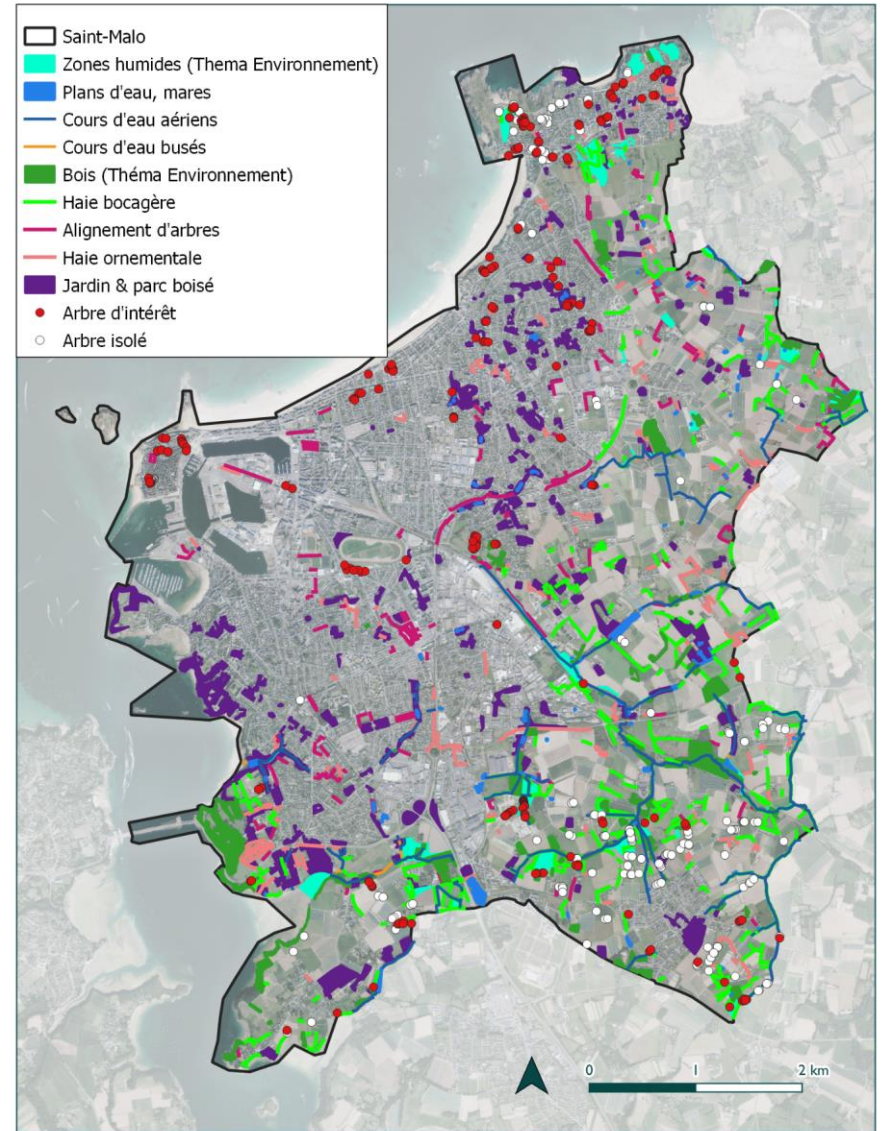 Saint-Malo
Zones humides (Thema Environnement)
Plans d'eau, mares
Cours d'eau aériens
Cours d'eau busés
Bois (Théma Environnement)
Haie bocagère
Alignement d'arbres
Haie ornementale
Jardin & parc boisé
Arbre d'intérêt
Arbre isolé
0 1 2 km